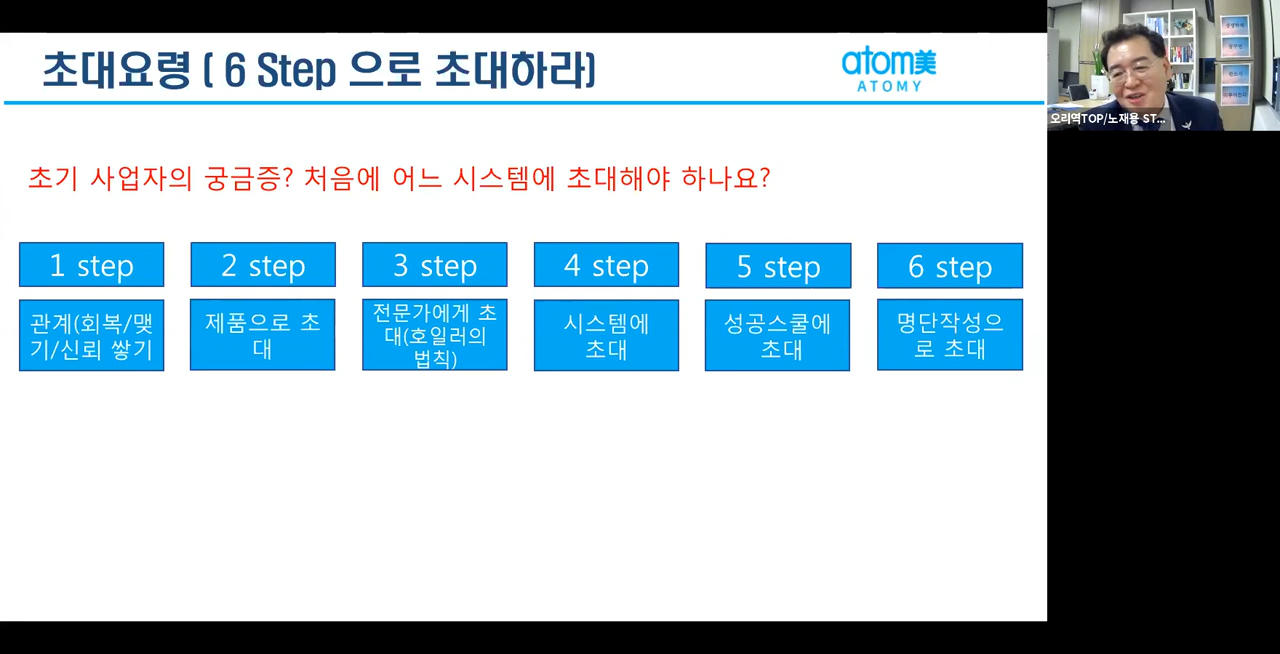 초대요령 ( 6 Step 으로 초대하라)
atom美
ATOMY
오리역TOP/노재용 ST...
초기 사업자의 궁금증? 처음에 어느 시스템에 초대해야 하나요?
1 step
2 step
3 step
4 step
5 step
6 step
관계(회복/맺
기/신뢰 쌓기
제품으로 초
대
전문가에게 초
대(호일러의
법칙)
시스템에
초대
성공스쿨에
초대
명단작성으
로 초대